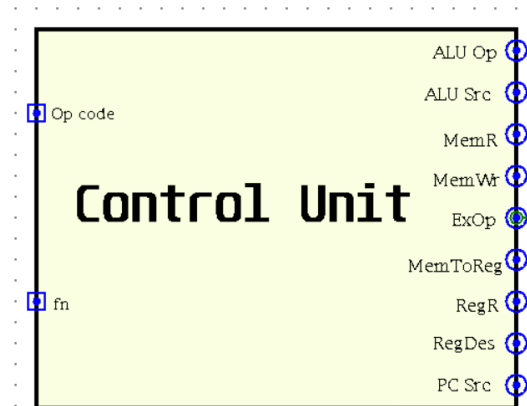 ALU Op
ALU Src
Op code
MemR
MemWr
Control Unit
ExOp
MemToReg
fn
RegR
RegDes
PC Src